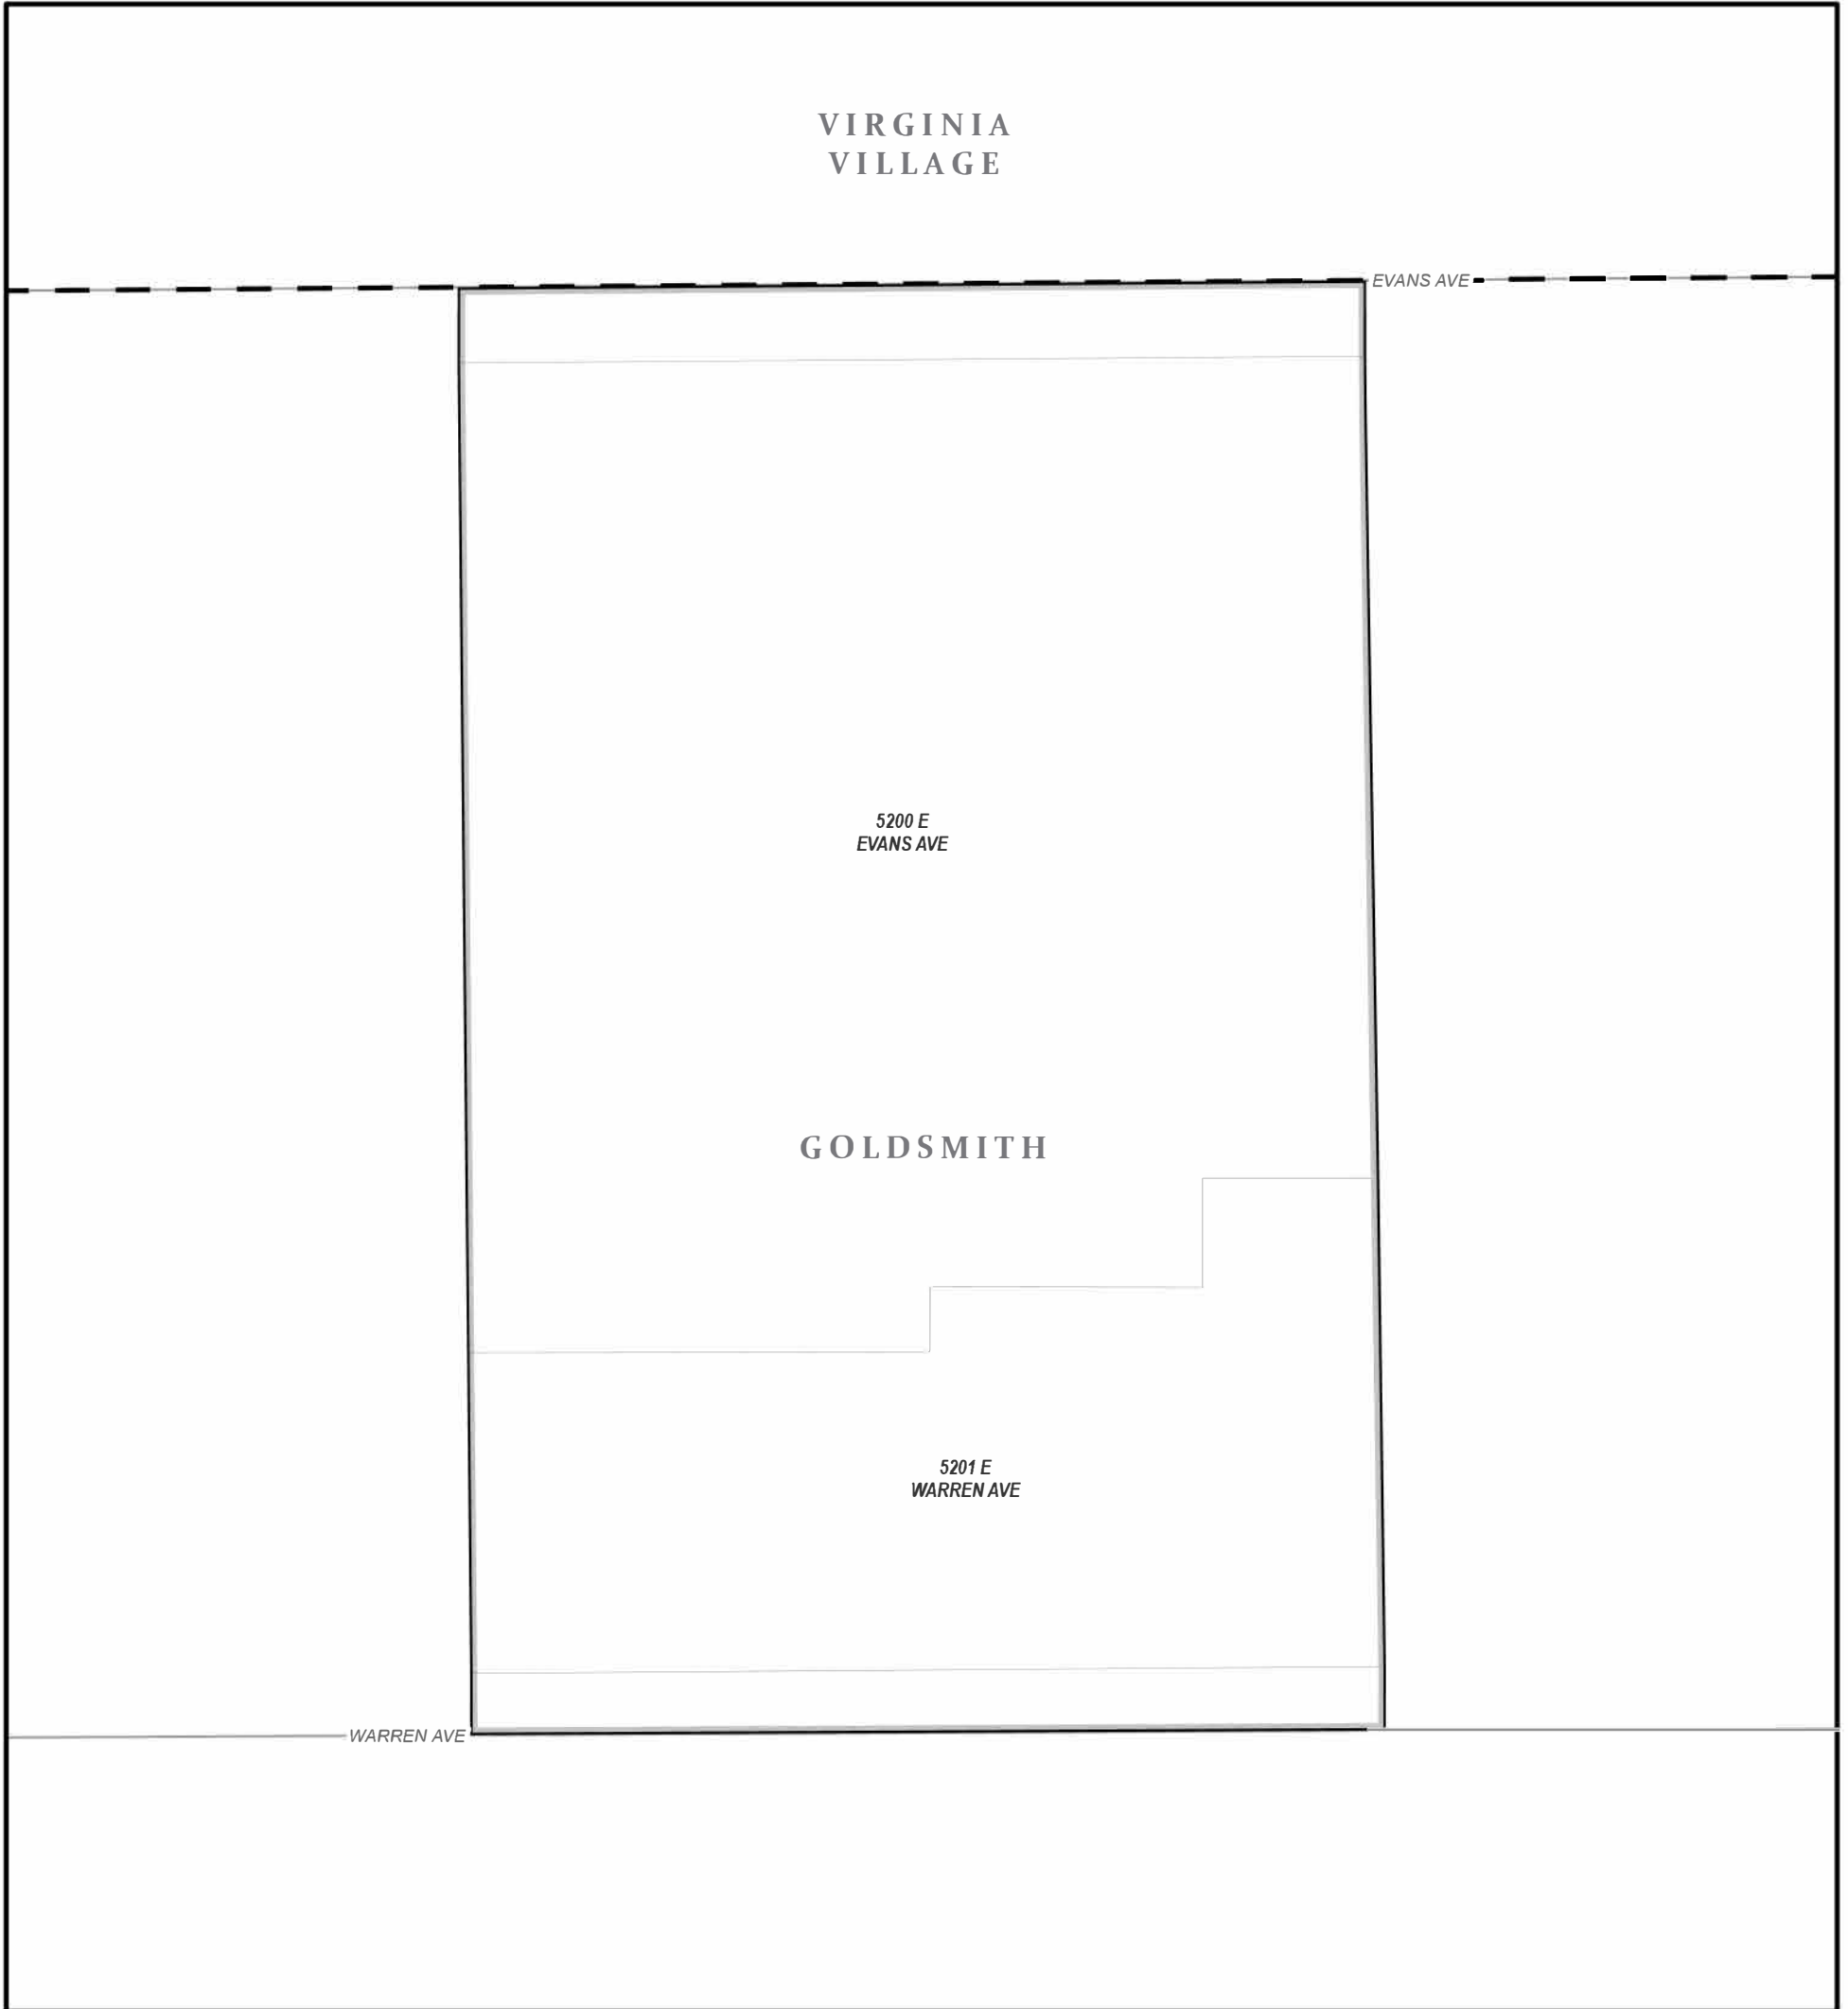 VIRGINIA
VILLAGE
EVANS AVE
5200 E
EVANS AVE
GOLDSMITH
5201 E
WARREN AVE
WARREN AVE